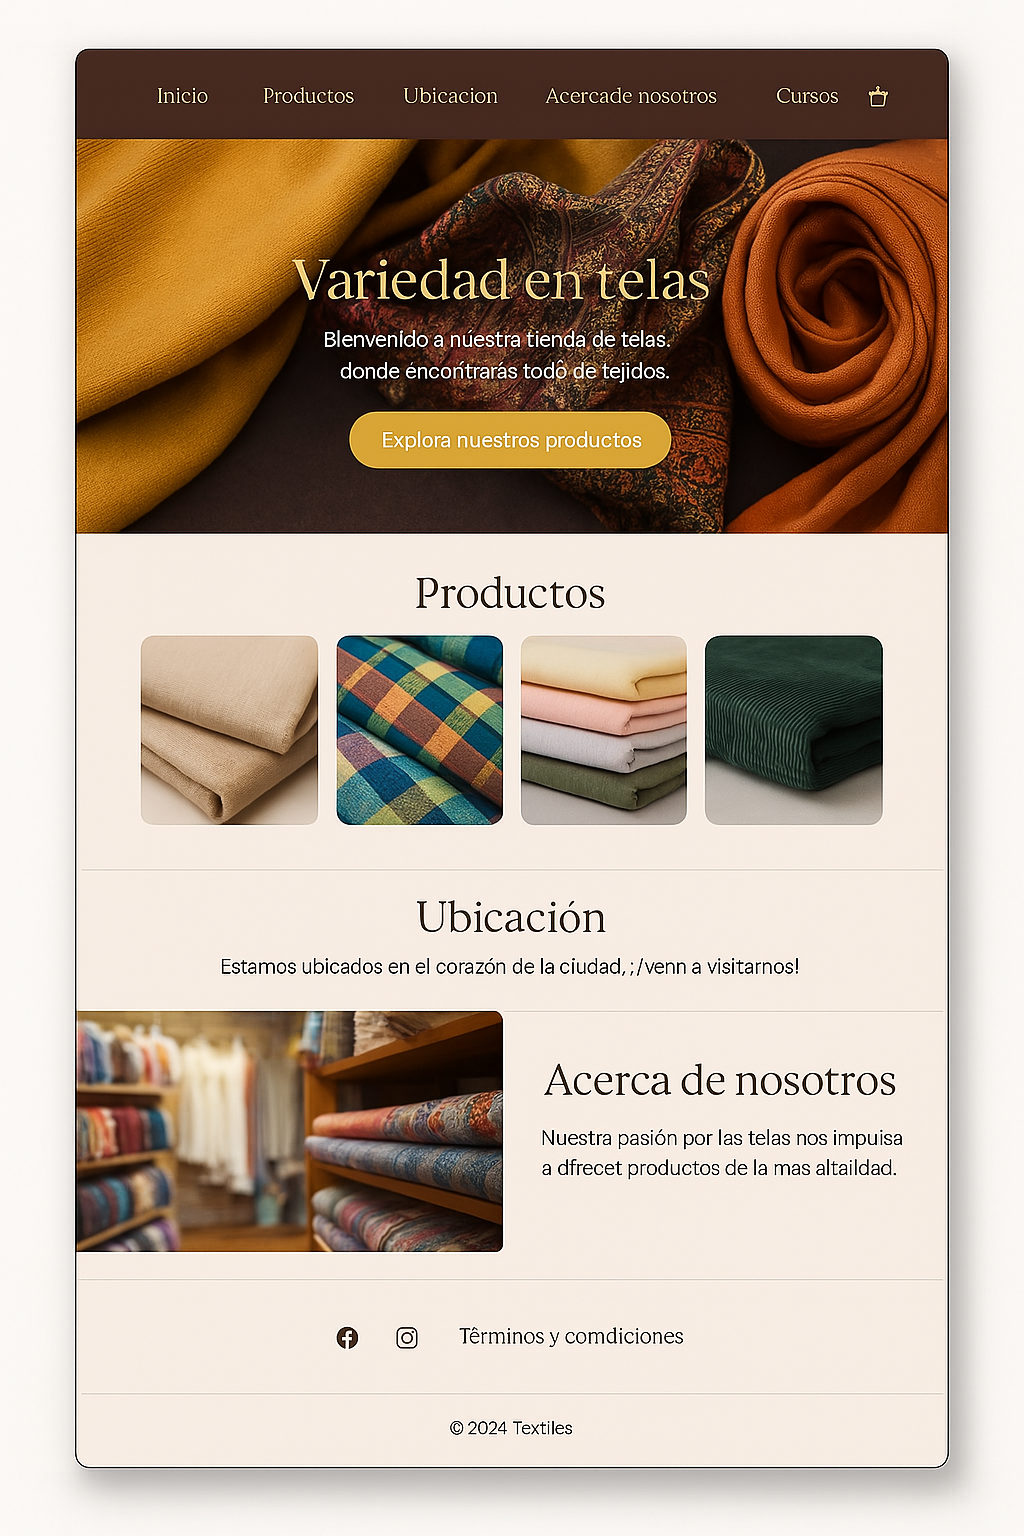 Inicio
Productos
Ubicacion
Acercade nosotros
Cursos
Variedad en telas
Blenvenído a núestra tienda de telas.
donde éncontrarás todô de tejidos.
Explora nuestros productos
Productos
Ubicación
Estamos ubicados en el corazón de la ciudad, ;/venn a visitarnos!
Acerca de nosotros
Nuestra pasión por las telas nos impuisa
a dfrecet productos de la mas altaildad.
Têrminos y comdiciones
© 2024 Textiles